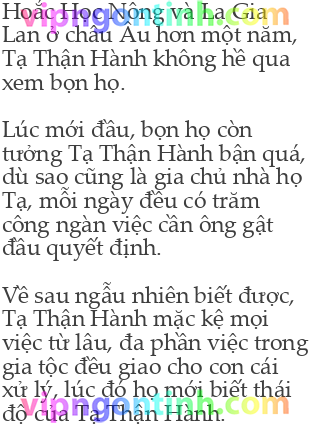 Hoắc Học Nông và La Gia
Lan ở châu Âu hơn một năm,
Tạ Thận Hành không hề qua
xem bọn họ.
Lúc mới đầu, bọn họ còn
tưởng Tạ Thận Hành bận quá,
dù sao cũng là gia chủ nhà họ
Tạ, mỗi ngày đều có trăm
công ngàn việc cần ông gật
đầu quyết định.
Về sau ngẫu nhiên biết được,
Tạ Thận Hành mặc kệ mọi
việc từ lâu, đa phần việc trong
gia tộc đều giao cho con cái
xử lý, lúc đó họ mới biết thái
độ của Tạ Thận Hành.
vipngontinh.com
vipngontinh.com